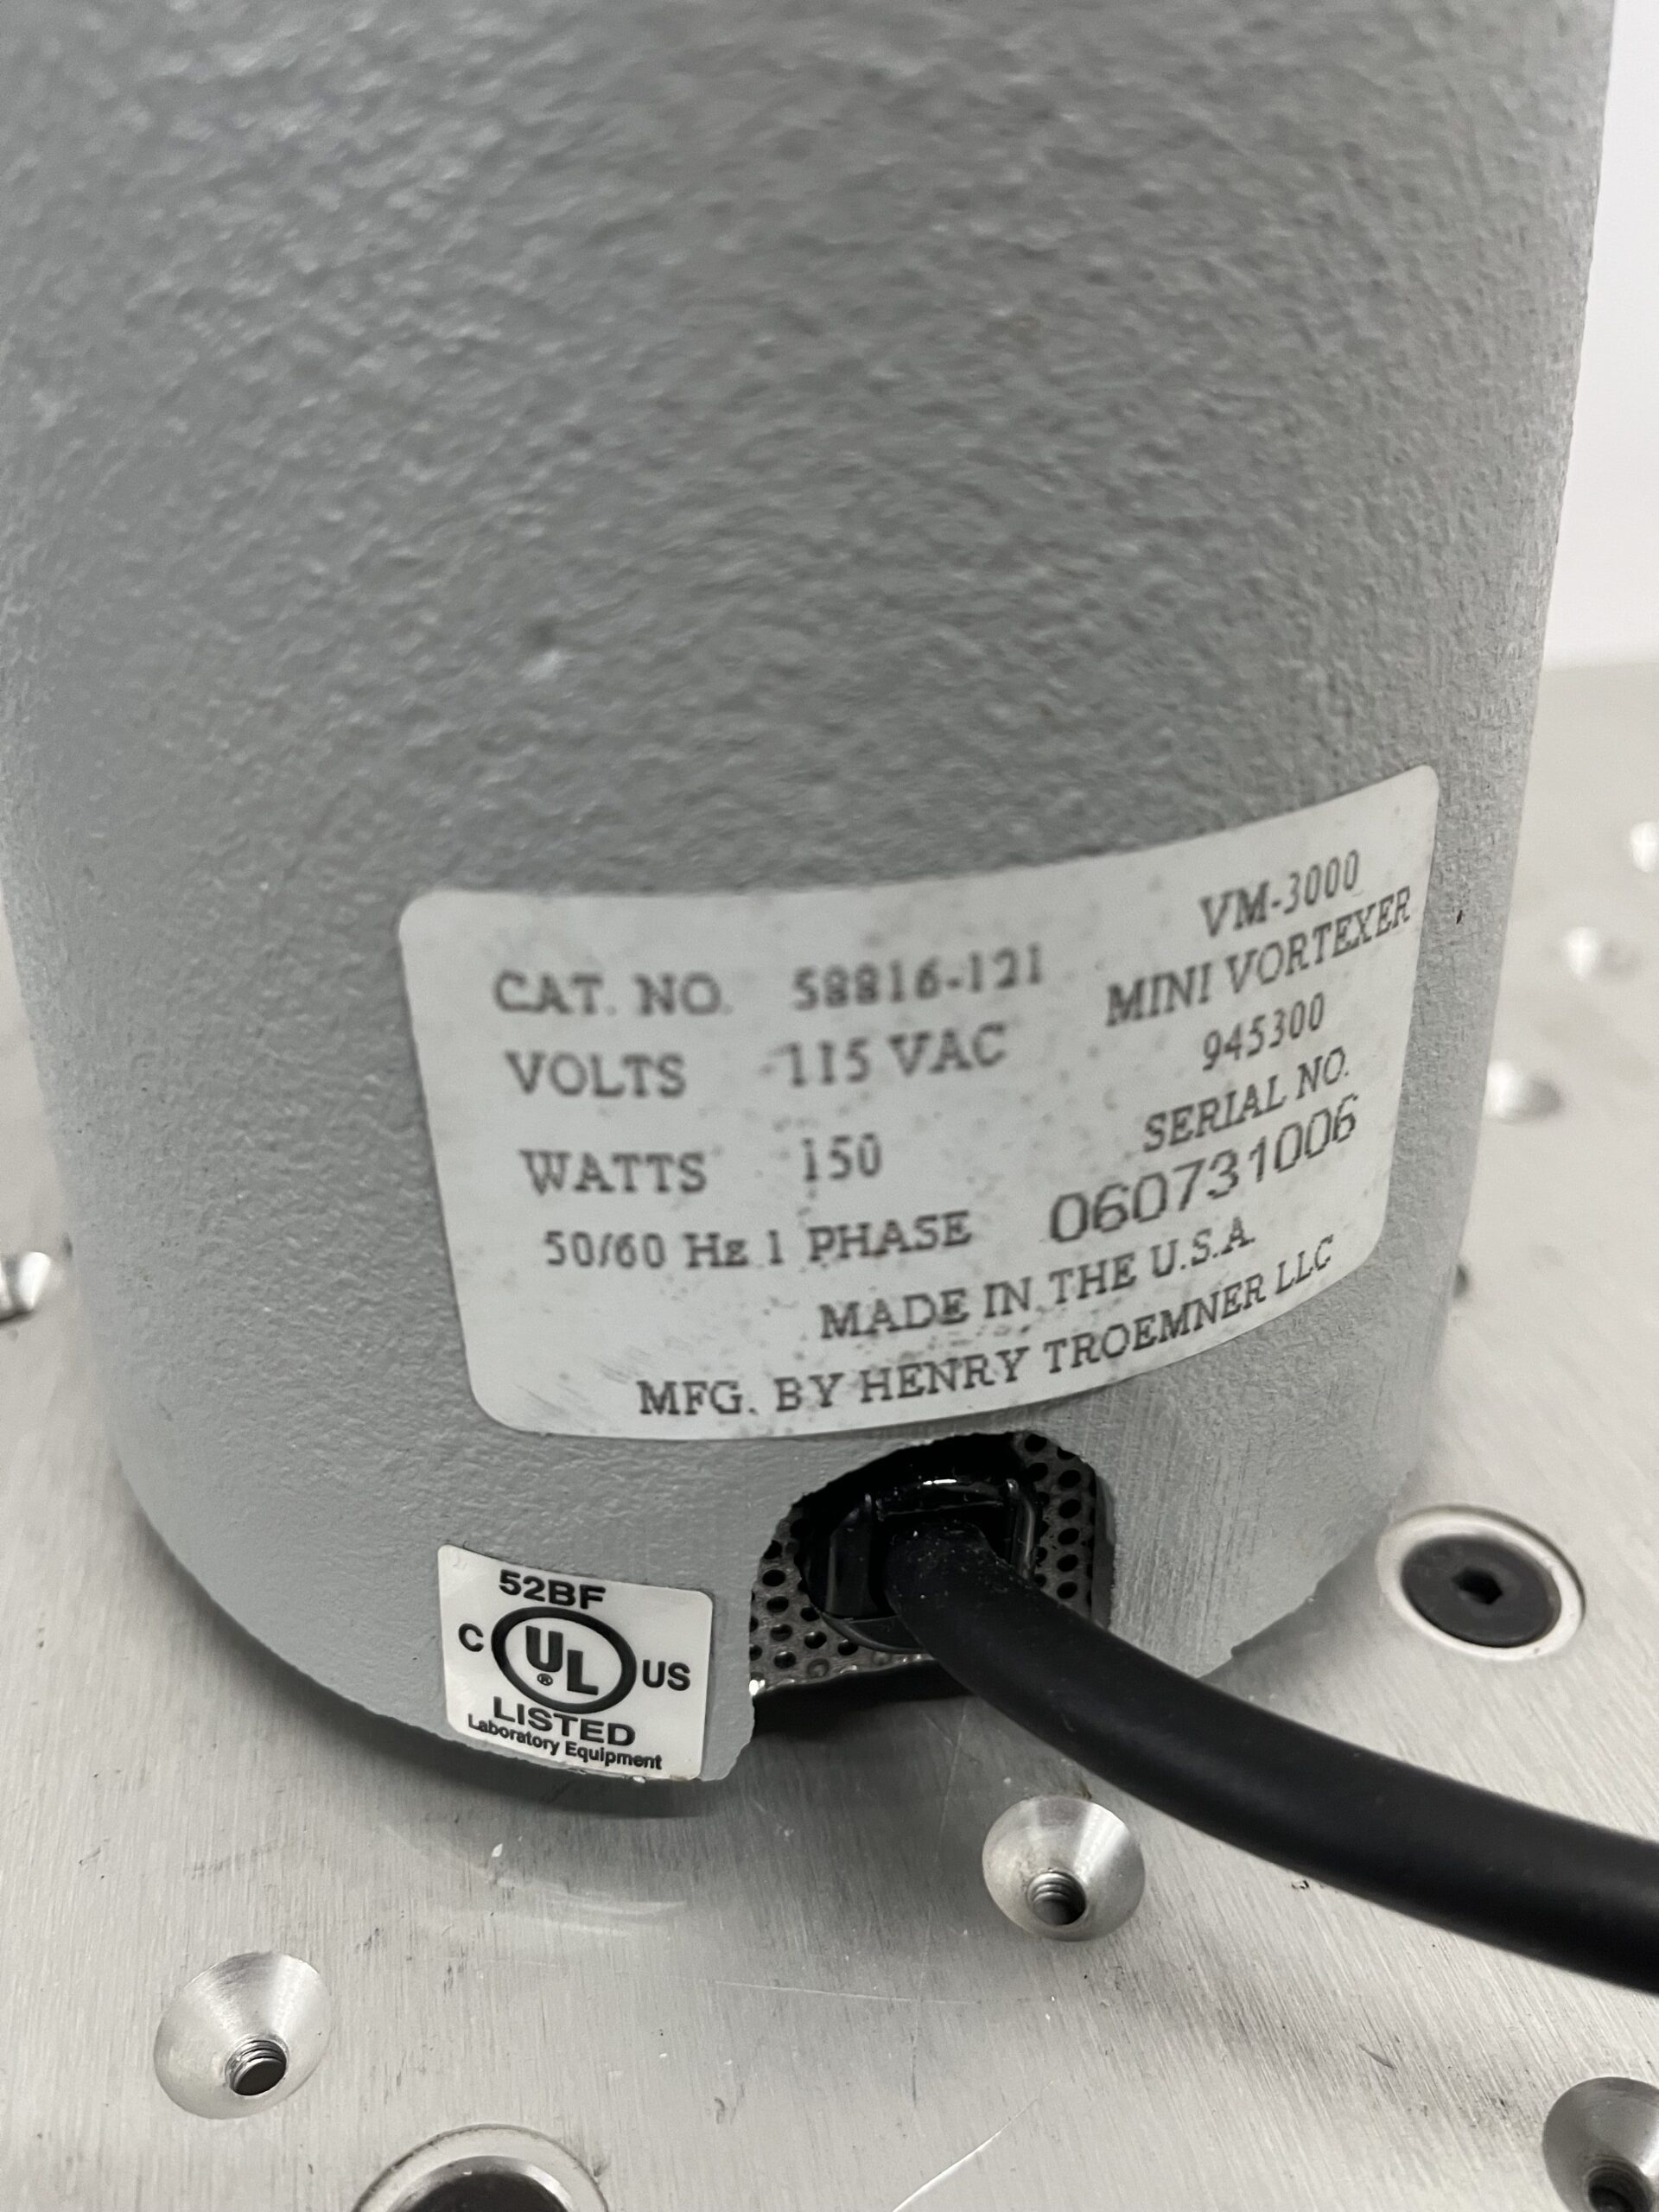 VM-3000
CAT. NO. 58816-121 MINI VORTEXER
VOLTS 115 VAC 945300
SERIAL NO.
WATTS 150 060731006
50/60 Hz 1 PHASE
MADE IN THE U.S.A.
MFG. BY HENRY TROEMNER LLC
52BF
C UL® US
LISTED
Laboratory Equipment